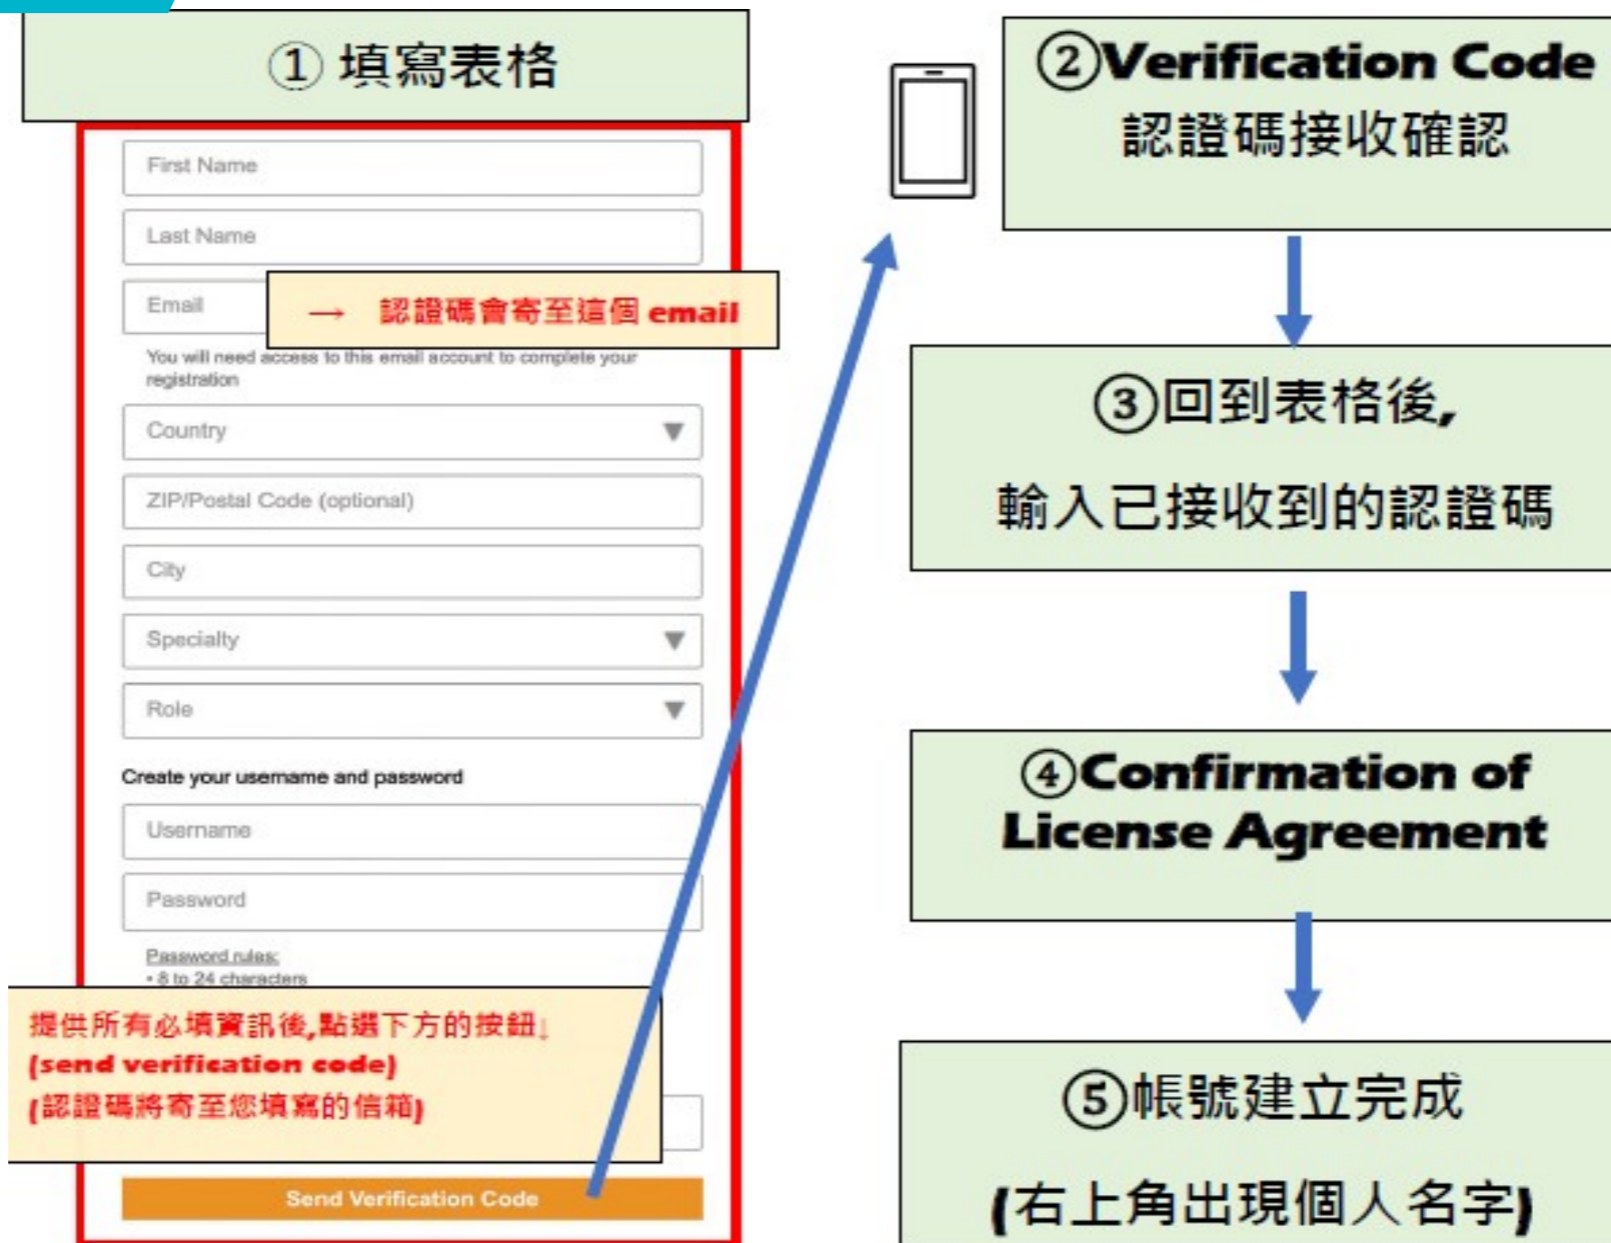 ① 填寫表格
First Name
Last Name
Email
→ 認證碼會寄至這個 email
You will need access to this email account to complete your
registration
Country
ZIP/Postal Code (optional)
City
Specialty
Role
Create your username and password
Username
Password
Password rules:
• 8 to 24 characters
提供所有必填資訊後,點選下方的按鈕↓
(send verification code)
(認證碼將寄至您填寫的信箱)
Send Verification Code
②Verification Code
認證碼接收確認
③回到表格後,
輸入已接收到的認證碼
④Confirmation of
License Agreement
⑤帳號建立完成
(右上角出現個人名字)